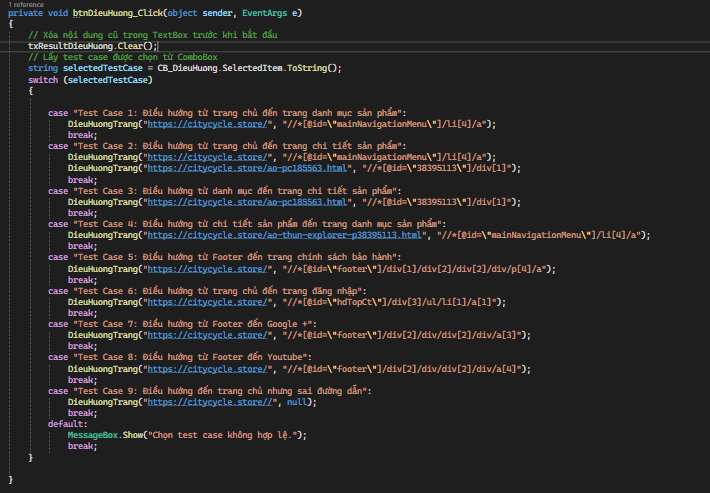 1 reference
private void btnDieuHuong_Click(object sender, EventArgs e)
{
// Xóa nội dung cũ trong TextBox trước khi bắt đầu
txResultDieuHuong.Clear();
// Lấy test case được chọn từ ComboBox
string selectedTestCase = CB_DieuHuong.SelectedItem.ToString();
switch (selectedTestCase)
{
case "Test Case 1: Điều hướng từ trang chủ đến trang danh mục sản phẩm":
DieuHuongTrang("https://citycycle.store/", "//*[@id=\"mainNavigationMenu\"]/li[4]/a");
break;
case "Test Case 2: Điều hướng từ trang chủ đến trang chi tiết sản phẩm":
DieuHuongTrang("https://citycycle.store/", "//*[@id=\"mainNavigationMenu\"]/li[4]/a");
DieuHuongTrang("https://citycycle.store/ao-pc185563.html", "//*[@id=\"38395113\"]/div[1]");
break;
case "Test Case 3: Điều hướng từ danh mục đến trang chi tiết sản phẩm":
DieuHuongTrang("https://citycycle.store/ao-pc185563.html", "//*[@id=\"38395113\"]/div[1]");
break;
case "Test Case 4: Điều hướng từ chi tiết sản phẩm đến trang danh mục sản phẩm":
DieuHuongTrang("https://citycycle.store/ao-thun-explorer-p38395113.html", "//*[@id=\"mainNavigationMenu\"]/li[4]/a");
break;
case "Test Case 5: Điều hướng từ Footer đến trang chính sách bảo hành":
DieuHuongTrang("https://citycycle.store/", "//*[@id=\"footer\"]/div[1]/div[2]/div[2]/div/p[4]/a");
break;
case "Test Case 6: Điều hướng từ trang chủ đến trang đăng nhập":
DieuHuongTrang("https://citycycle.store/", "//*[@id=\"hdTopCt\"]/div[3]/ul/li[1]/a[1]");
break;
case "Test Case 7: Điều hướng từ Footer đến Google +":
DieuHuongTrang("https://citycycle.store/", "//*[@id=\"footer\"]/div[2]/div/div[2]/div/a[3]");
break;
case "Test Case 8: Điều hướng từ Footer đến Youtube":
DieuHuongTrang("https://citycycle.store/", "//*[@id=\"footer\"]/div[2]/div/div[2]/div/a[4]");
break;
case "Test Case 9: Điều hướng đến trang chủ nhưng sai đường dẫn":
DieuHuongTrang("https://citycycle.store//", null);
break;
default:
MessageBox.Show("Chọn test case không hợp lệ.");
break;
}
}